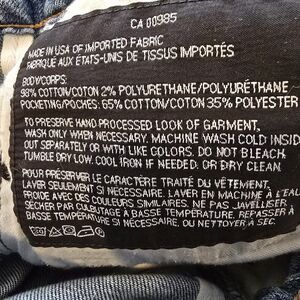 CA 00985
MADE IN USA OF IMPORTED FABRIC
FABRIQUÉ AUX ÉTATS-UNIS DE TISSUS IMPORTÉS
BODY/CORPS:
98% COTTON/COTON 2% POLYURETHANE/POLYURÉTHANE
POCKETING/POCHES: 65% COTTON/COTON 35% POLYESTER
TO PRESERVE HAND PROCESSED LOOK OF GARMENT,
WASH ONLY WHEN NECESSARY. MACHINE WASH COLD INSIDE
OUT SEPARATELY OR WITH LIKE COLORS. DO NOT BLEACH.
TUMBLE DRY LOW. COOL IRON IF NEEDED. OR DRY CLEAN.
POUR PRÉSERVER LE CARACTÈRE TRAITÉ DU VÊTEMENT,
LAVER SEULEMENT SI NÉCESSAIRE. LAVER EN MACHINE À L'EAU
FROIDE AVEC DES COULEURS SIMILAIRES. NE PAS JAVELLISER.
SÉCHER PAR CULBUTAGE À BASSE TEMPÉRATURE. REPASSER À
BASSE TEMPÉRATURE. OU NETTOYER À SEC.